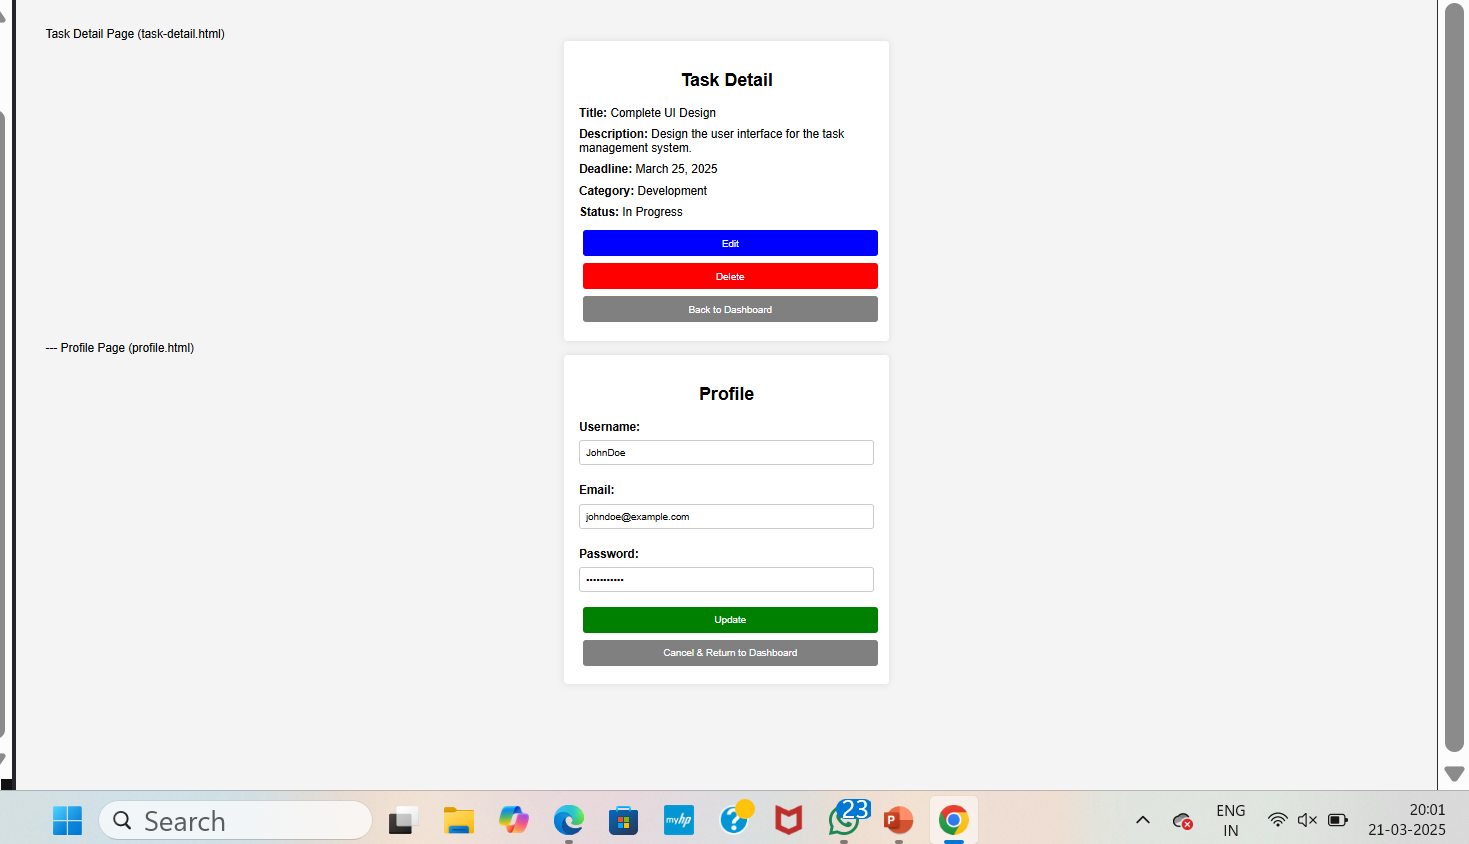 Task Detail Page (task-detail.html)
Task Detail
Title: Complete UI Design
Description: Design the user interface for the task
management system.
Deadline: March 25, 2025
Category: Development
Status: In Progress
Edit
Delete
Back to Dashboard
--- Profile Page (profile.html)
Profile
Username:
JohnDoe
Email:
johndoe@example.com
Password:
•••••••••••
Update
Cancel & Return to Dashboard
Search
myhp
?
23
P
ENG
IN
20:01
21-03-2025